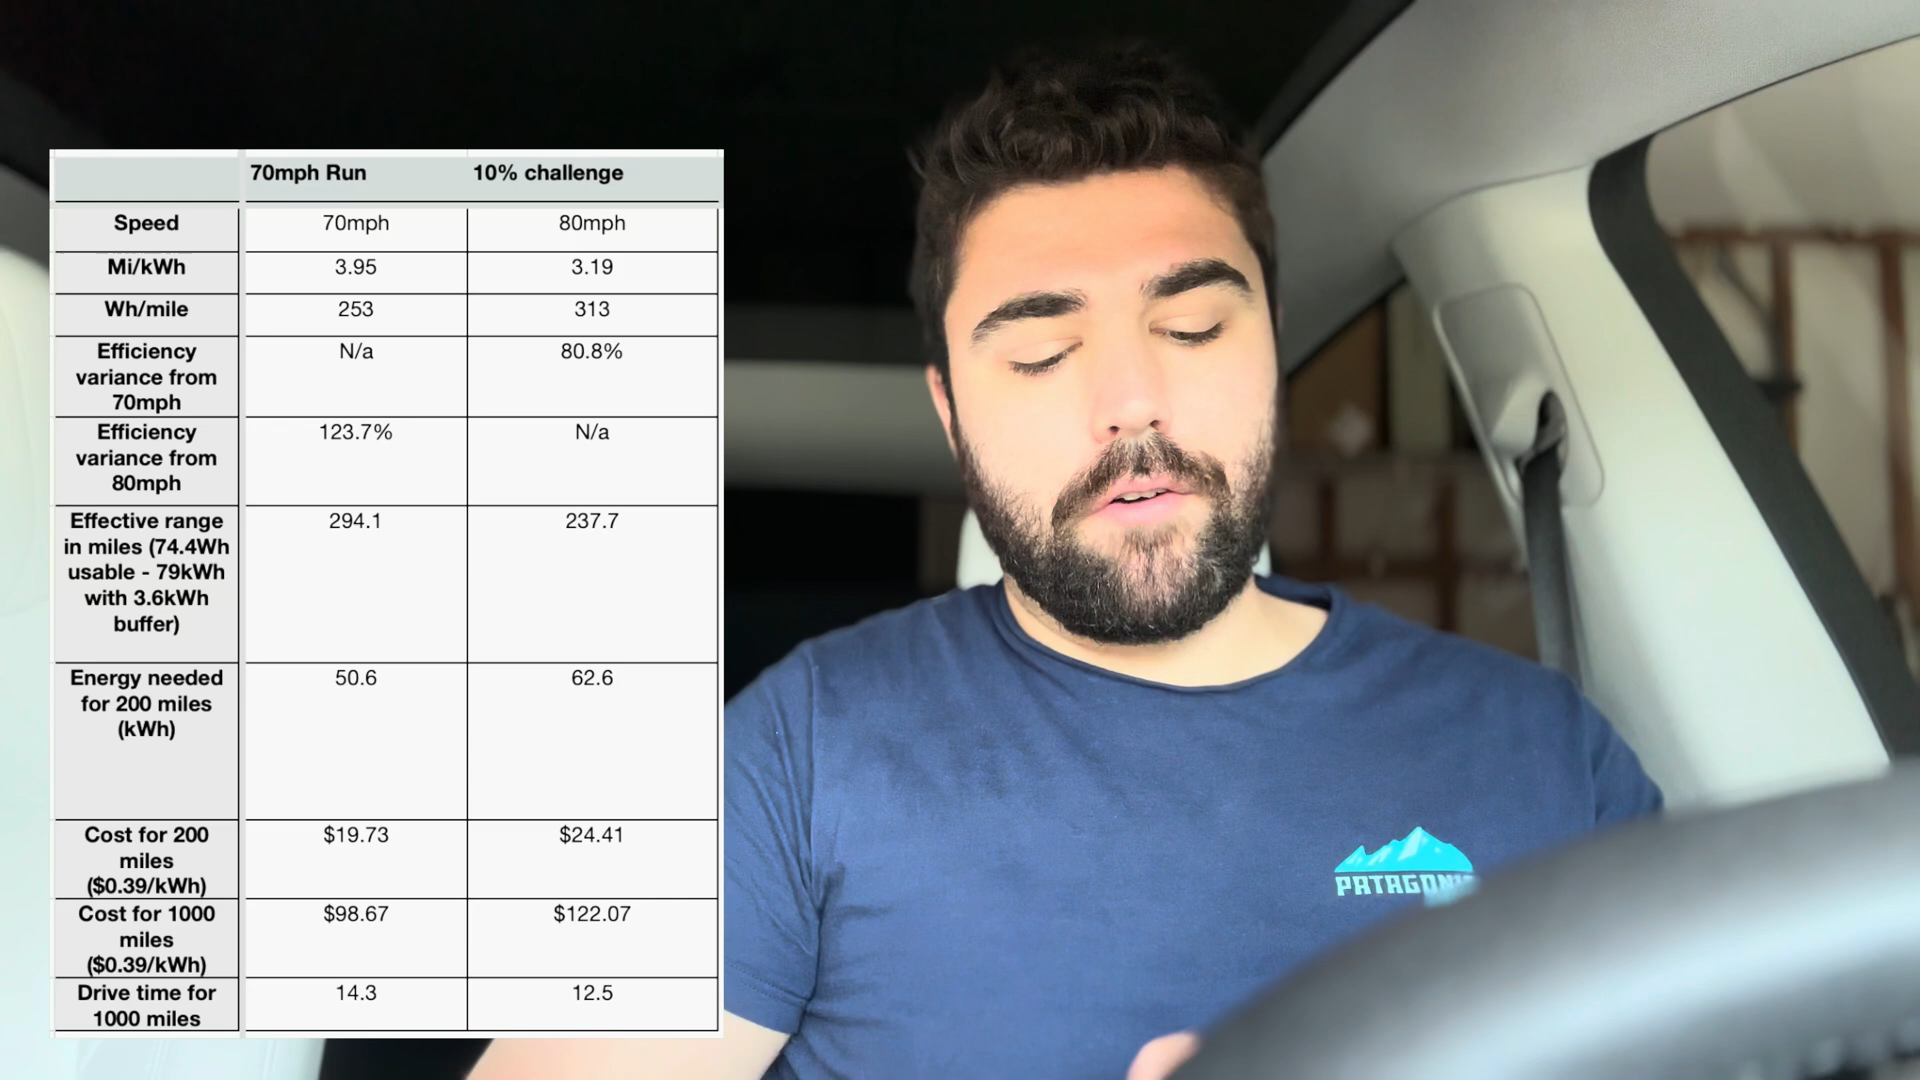 70mph Run 10% challenge
Speed 70mph 80mph
Mi/kWh 3.95 3.19
Wh/mile 253 313
Efficiency N/a 80.8%
variance from
70mph
Efficiency 123.7% N/a
variance from
80mph
Effective range 294.1 237.7
in miles (74.4Wh
usable - 79kWh
with 3.6kWh
buffer)
Energy needed 50.6 62.6
for 200 miles
(kWh)
Cost for 200 $19.73 $24.41
miles
($0.39/kWh)
Cost for 1000 $98.67 $122.07
miles
($0.39/kWh)
Drive time for 14.3 12.5
1000 miles